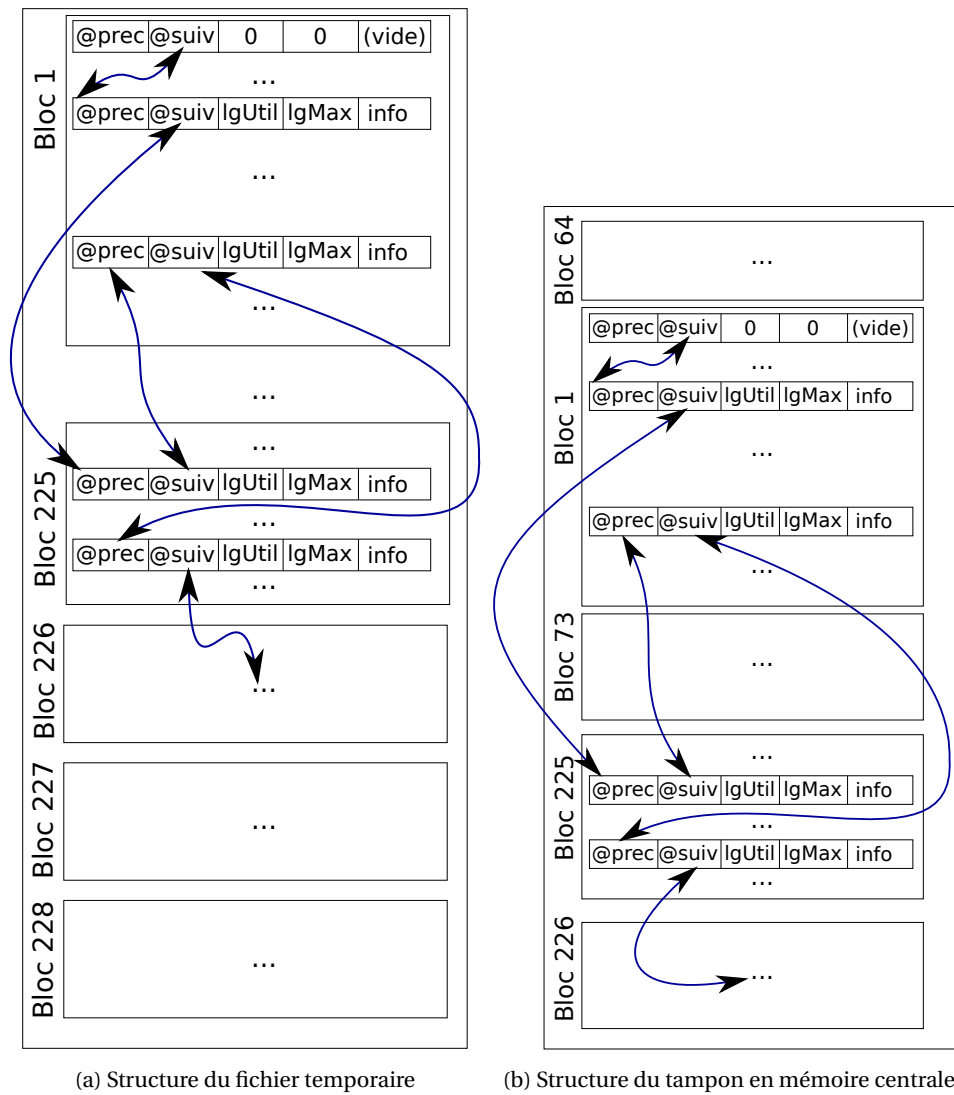 @prec @suiv 0 0 (vide)
...
Bloc 1
@prec @suiv lgUtil lgMax info
...
@prec @suiv lgUtil lgMax info
...
...
...
Bloc 225
@prec @suiv lgUtil lgMax info
...
@prec @suiv lgUtil lgMax info
...
Bloc 226
...
Bloc 227
...
Bloc 228
...
(a) Structure du fichier temporaire
Bloc 64
...
@prec @suiv 0 0 (vide)
...
Bloc 1
@prec @suiv lgUtil lgMax info
...
@prec @suiv lgUtil lgMax info
...
Bloc 73
...
...
Bloc 225
@prec @suiv lgUtil lgMax info
...
@prec @suiv lgUtil lgMax info
...
Bloc 226
...
(b) Structure du tampon en mémoire centrale